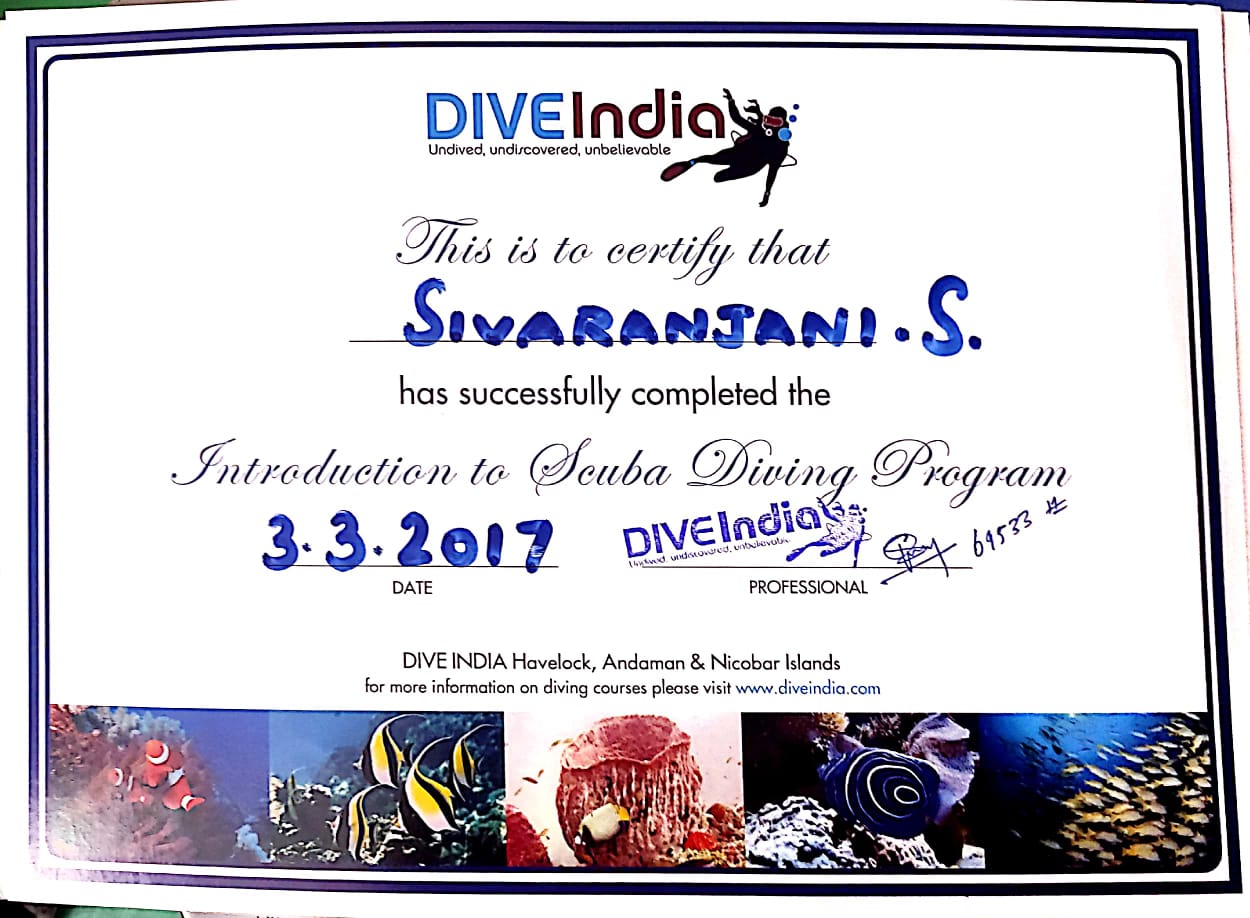 DIVEIndia
Undived, undiscovered, unbelievable
This is to certify that
SIVARANJANI.S.
has successfully completed the
Introduction to Scuba Diving Program
3.3.2017
DIVEIndia
Undived, undiscovered, unbelievable
69533
DATE
PROFESSIONAL
DIVE INDIA Havelock, Andaman & Nicobar Islands
for more information on diving courses please visit www.diveindia.com